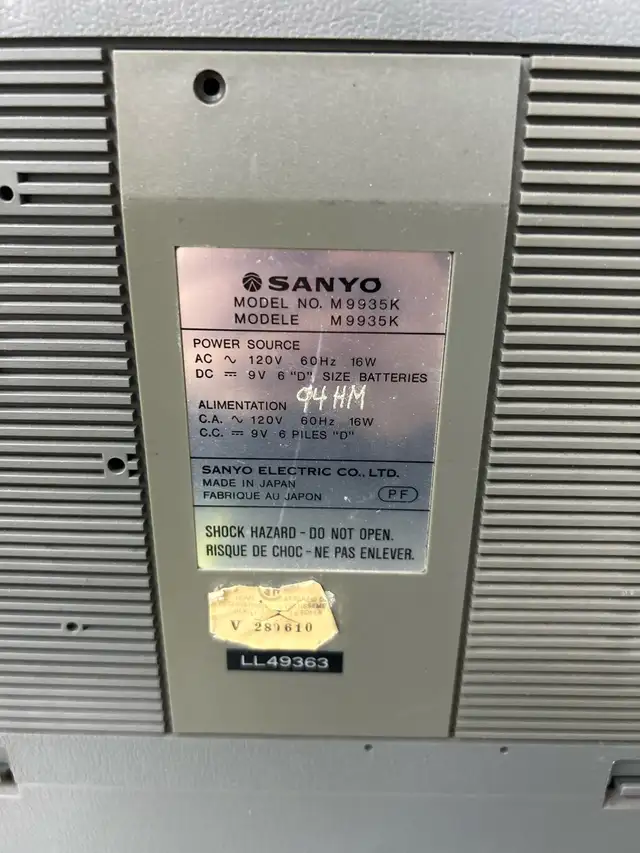 SANYO
MODEL NO. M9935K
MODELE M9935K
POWER SOURCE
AC ~ 120V 60Hz 16W
DC ⎓ 9V 6 "D" SIZE BATTERIES
94HM
ALIMENTATION
C.A. ~ 120V 60Hz 16W
C.C. ⎓ 9V 6 PILES "D"
SANYO ELECTRIC CO., LTD.
MADE IN JAPAN
FABRIQUE AU JAPON
PF
SHOCK HAZARD - DO NOT OPEN.
RISQUE DE CHOC - NE PAS ENLEVER.
V 289610
LL49363